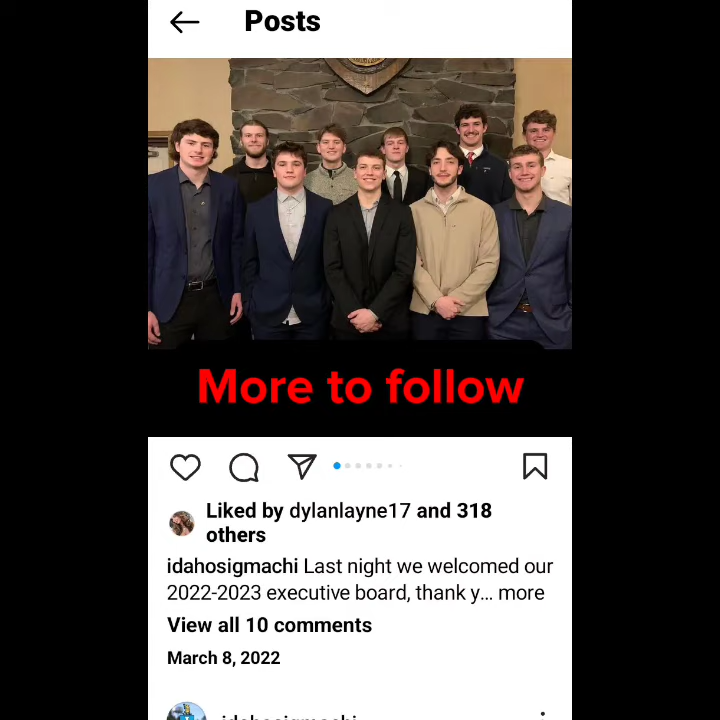 Posts
More to follow
Liked by dylanlayne17 and 318
others
idahosigmachi Last night we welcomed our
2022-2023 executive board, thank y... more
View all 10 comments
March 8, 2022